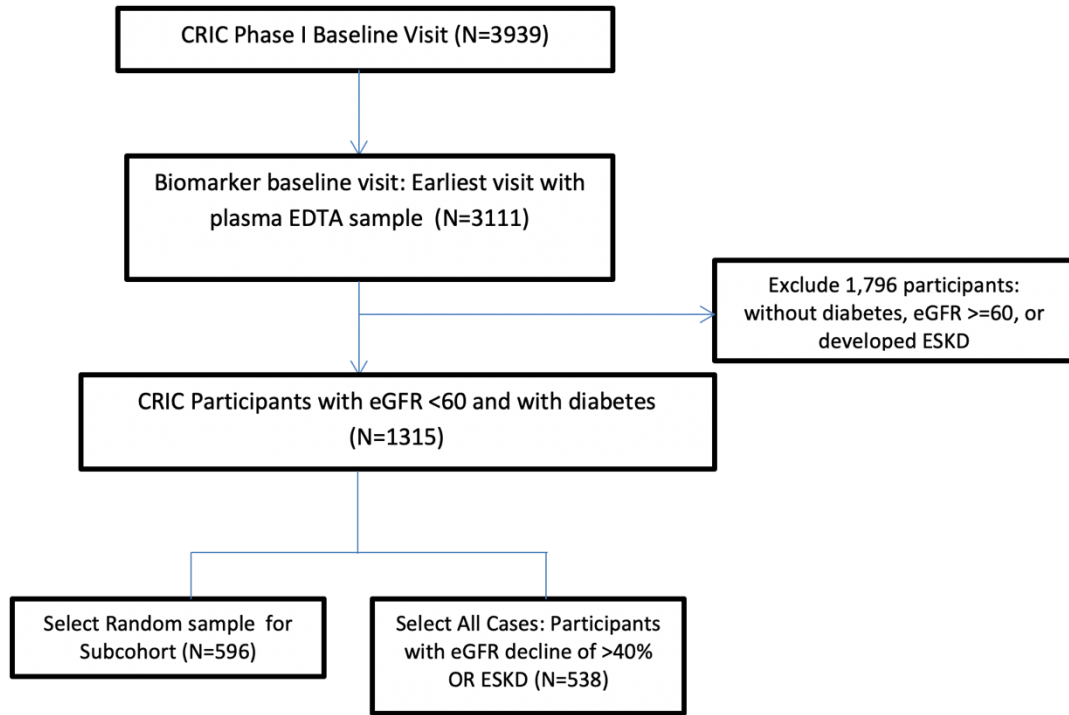 CRIC Phase I Baseline Visit (N=3939)
Biomarker baseline visit: Earliest visit with
plasma EDTA sample  (N=3111)
Exclude 1,796 participants:
without diabetes, eGFR >=60, or
developed ESKD
CRIC Participants with eGFR <60 and with diabetes
(N=1315)
Select Random sample  for
Subcohort (N=596)
Select All Cases: Participants
with eGFR decline of >40%
OR ESKD (N=538)